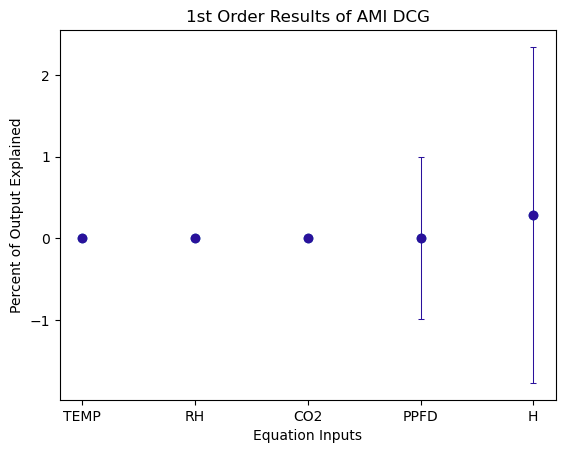 1st Order Results of AMI DCG
Percent of Output Explained
2
1
0
−1
TEMP
RH
CO2
PPFD
H
Equation Inputs